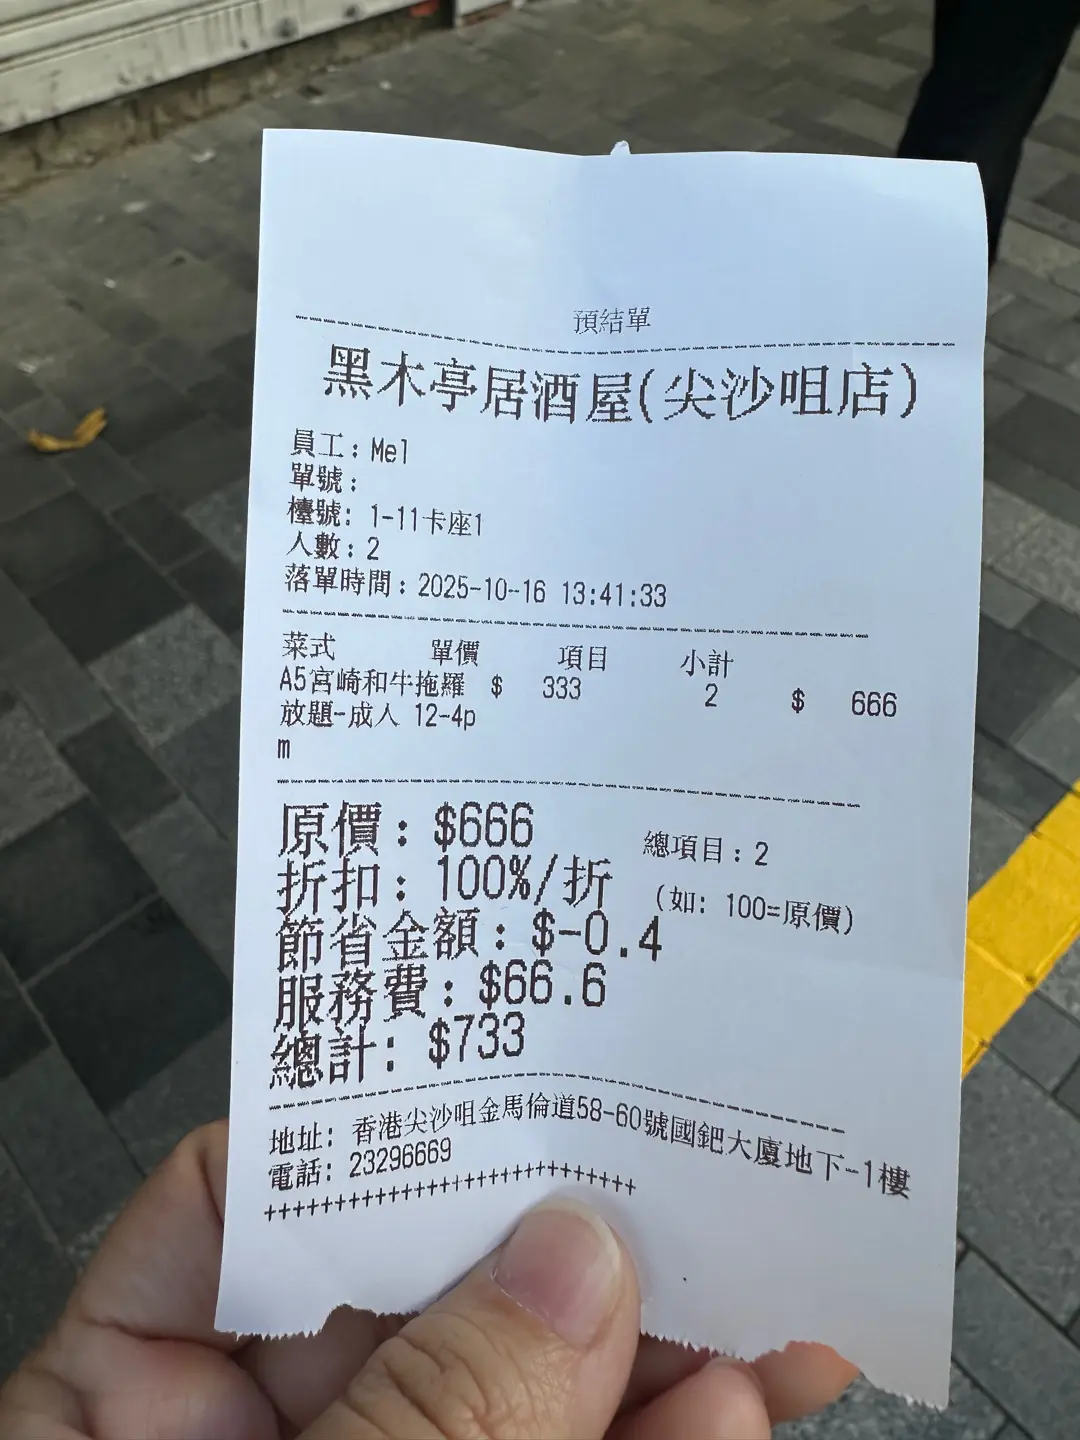 預結單
黑木亭居酒屋(尖沙咀店)
員工：Mel
單號：
檯號：1-11卡座1
人數：2
落單時間：2025-10-16 13:41:33
菜式 單價 項目 小計
A5宮崎和牛拖羅 $ 333 2 $ 666
放題-成人 12-4p
m
原價：$666 總項目：2
折扣：100%/折 (如: 100=原價)
節省金額：$-0.4
服務費：$66.6
總計：$733
地址：香港尖沙咀金馬倫道58-60號國鈀大廈地下-1樓
電話：23296669
++++++++++++++++++++++++++++++